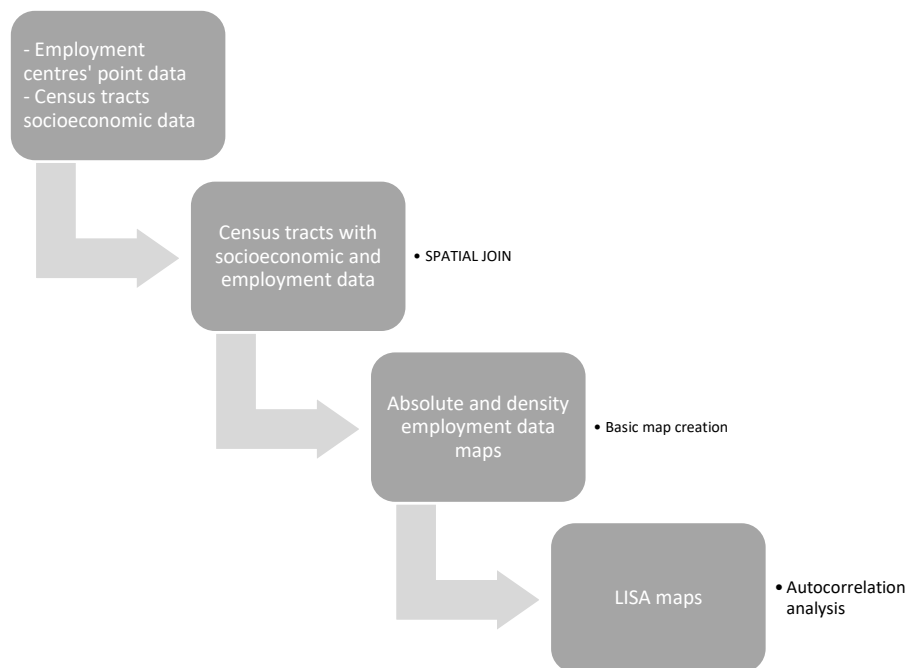 - Employment
centres' point data
- Census tracts
socioeconomic data
Census tracts with
socioeconomic and
employment data
• SPATIAL JOIN
Absolute and density
employment data
maps
• Basic map creation
LISA maps
• Autocorrelation
analysis